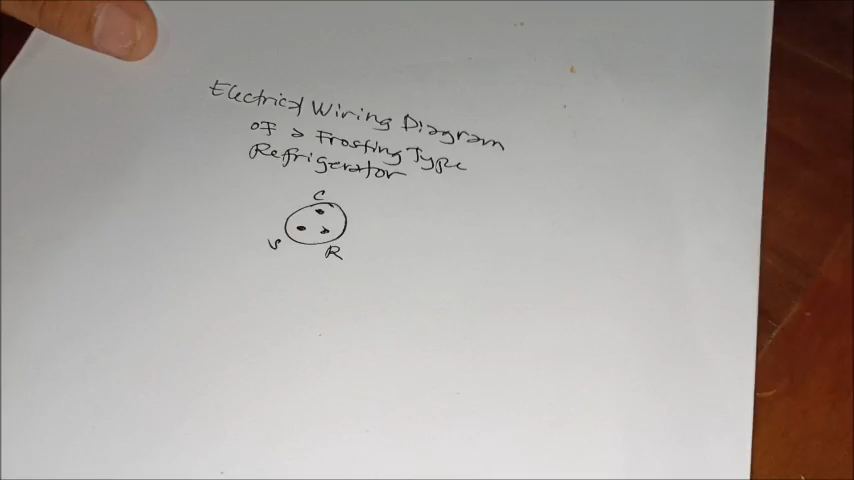 Electrical Wiring Diagram
of a Frosting Type
Refrigerator
C
S
R